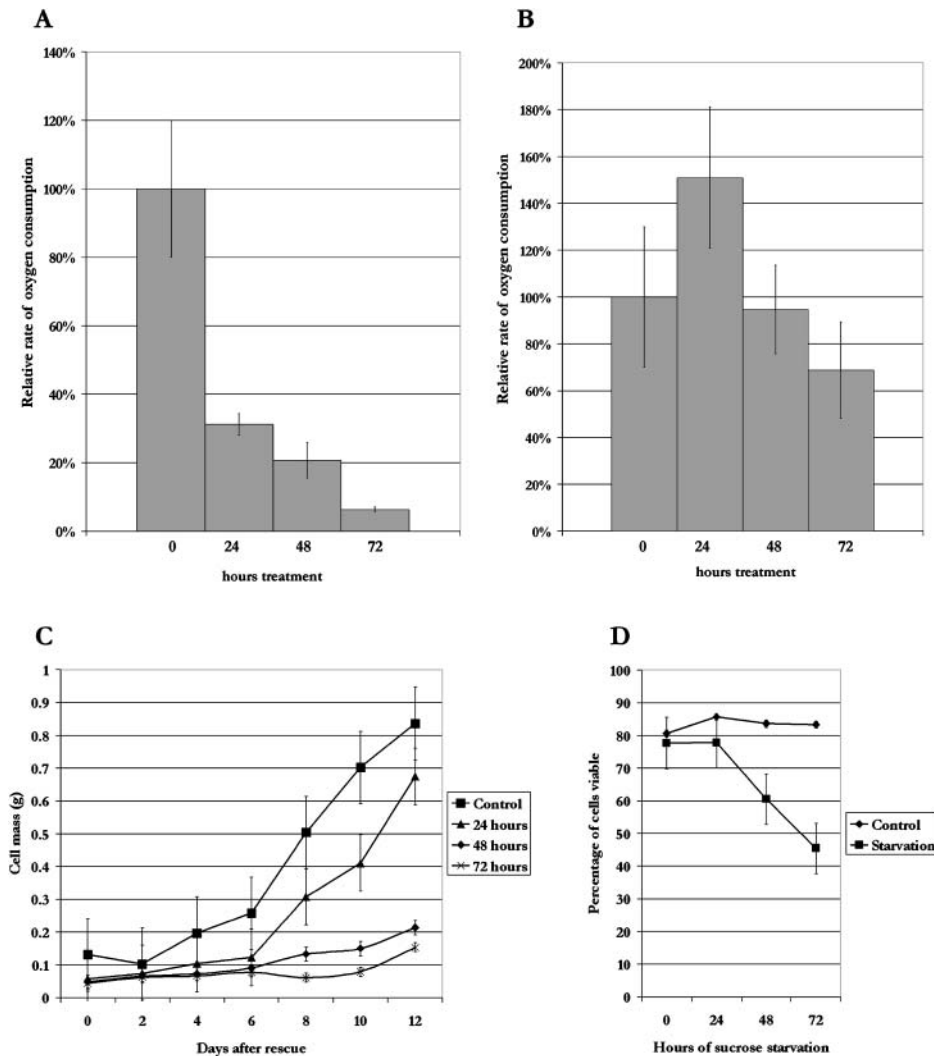 A
140%
120%
100%
80%
60%
40%
20%
0%
Relative rate of oxygen consumption
0 24 48 72
hours treatment
B
200%
180%
160%
140%
120%
100%
80%
60%
40%
20%
0%
Relative rate of oxygen consumption
0 24 48 72
hours treatment
C
1
0.9
0.8
0.7
0.6
0.5
0.4
0.3
0.2
0.1
0
Cell mass (g)
0 2 4 6 8 10 12
Days after rescue
Control
24 hours
48 hours
72 hours
D
100
90
80
70
60
50
40
30
20
10
0
Percentage of cells viable
0 24 48 72
Hours of sucrose starvation
Control
Starvation